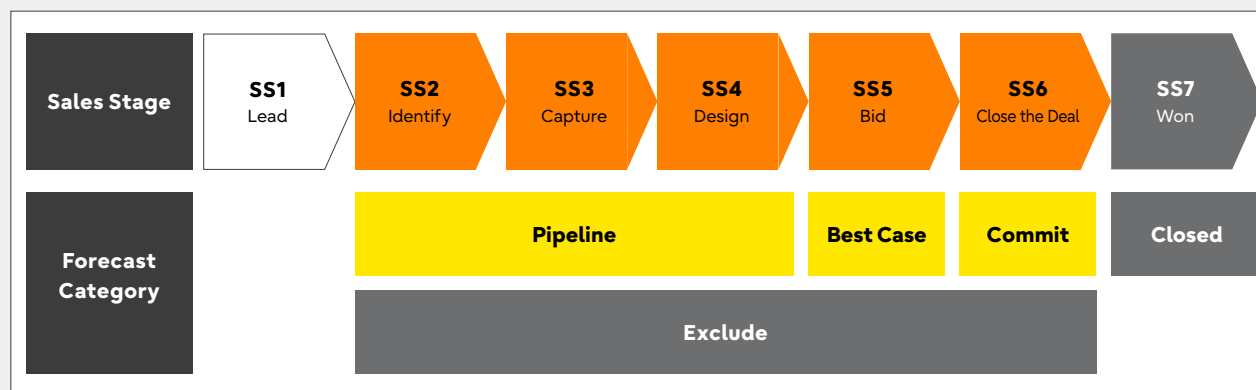 Sales Stage
SS1
Lead
SS2
Identify
SS3
Capture
SS4
Design
SS5
Bid
SS6
Close the Deal
SS7
Won
Forecast
Category
Pipeline
Best Case
Commit
Closed
Exclude